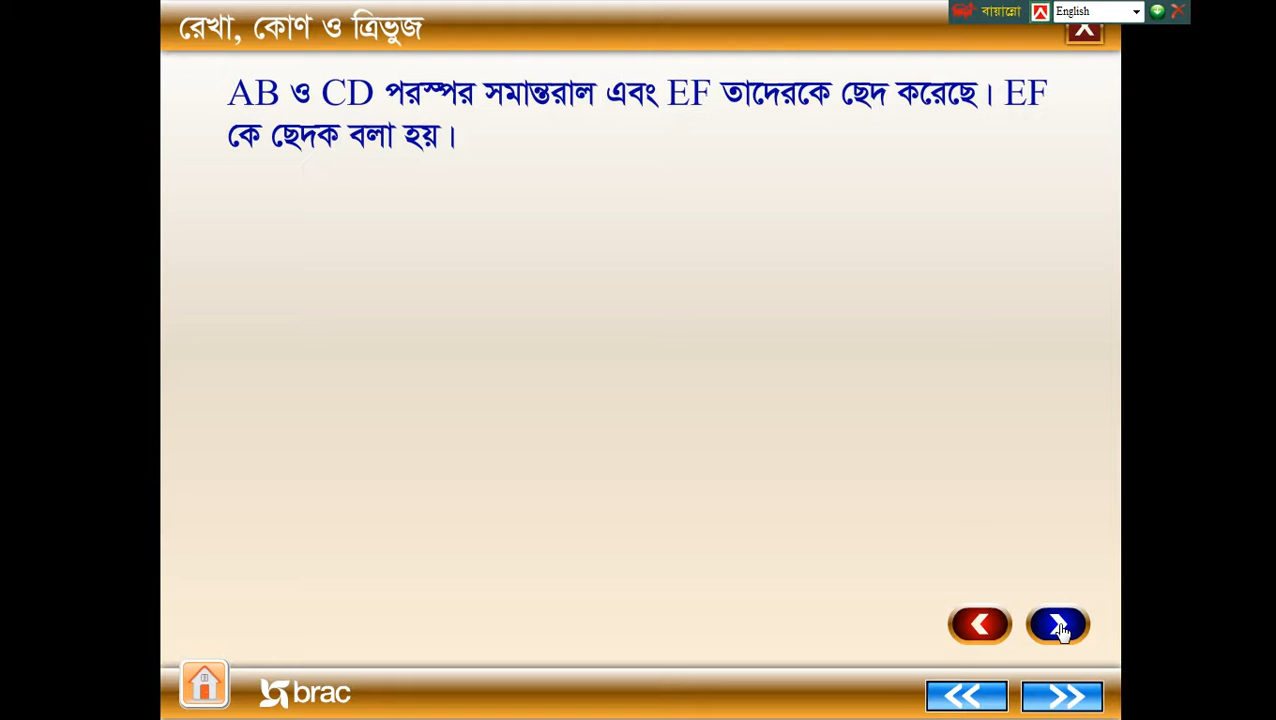 বায়ান্নো
English
রেখা, কোণ ও ত্রিভুজ
AB ও CD পরস্পর সমান্তরাল এবং EF তাদেরকে ছেদ করেছে। EF
কে ছেদক বলা হয়।
brac